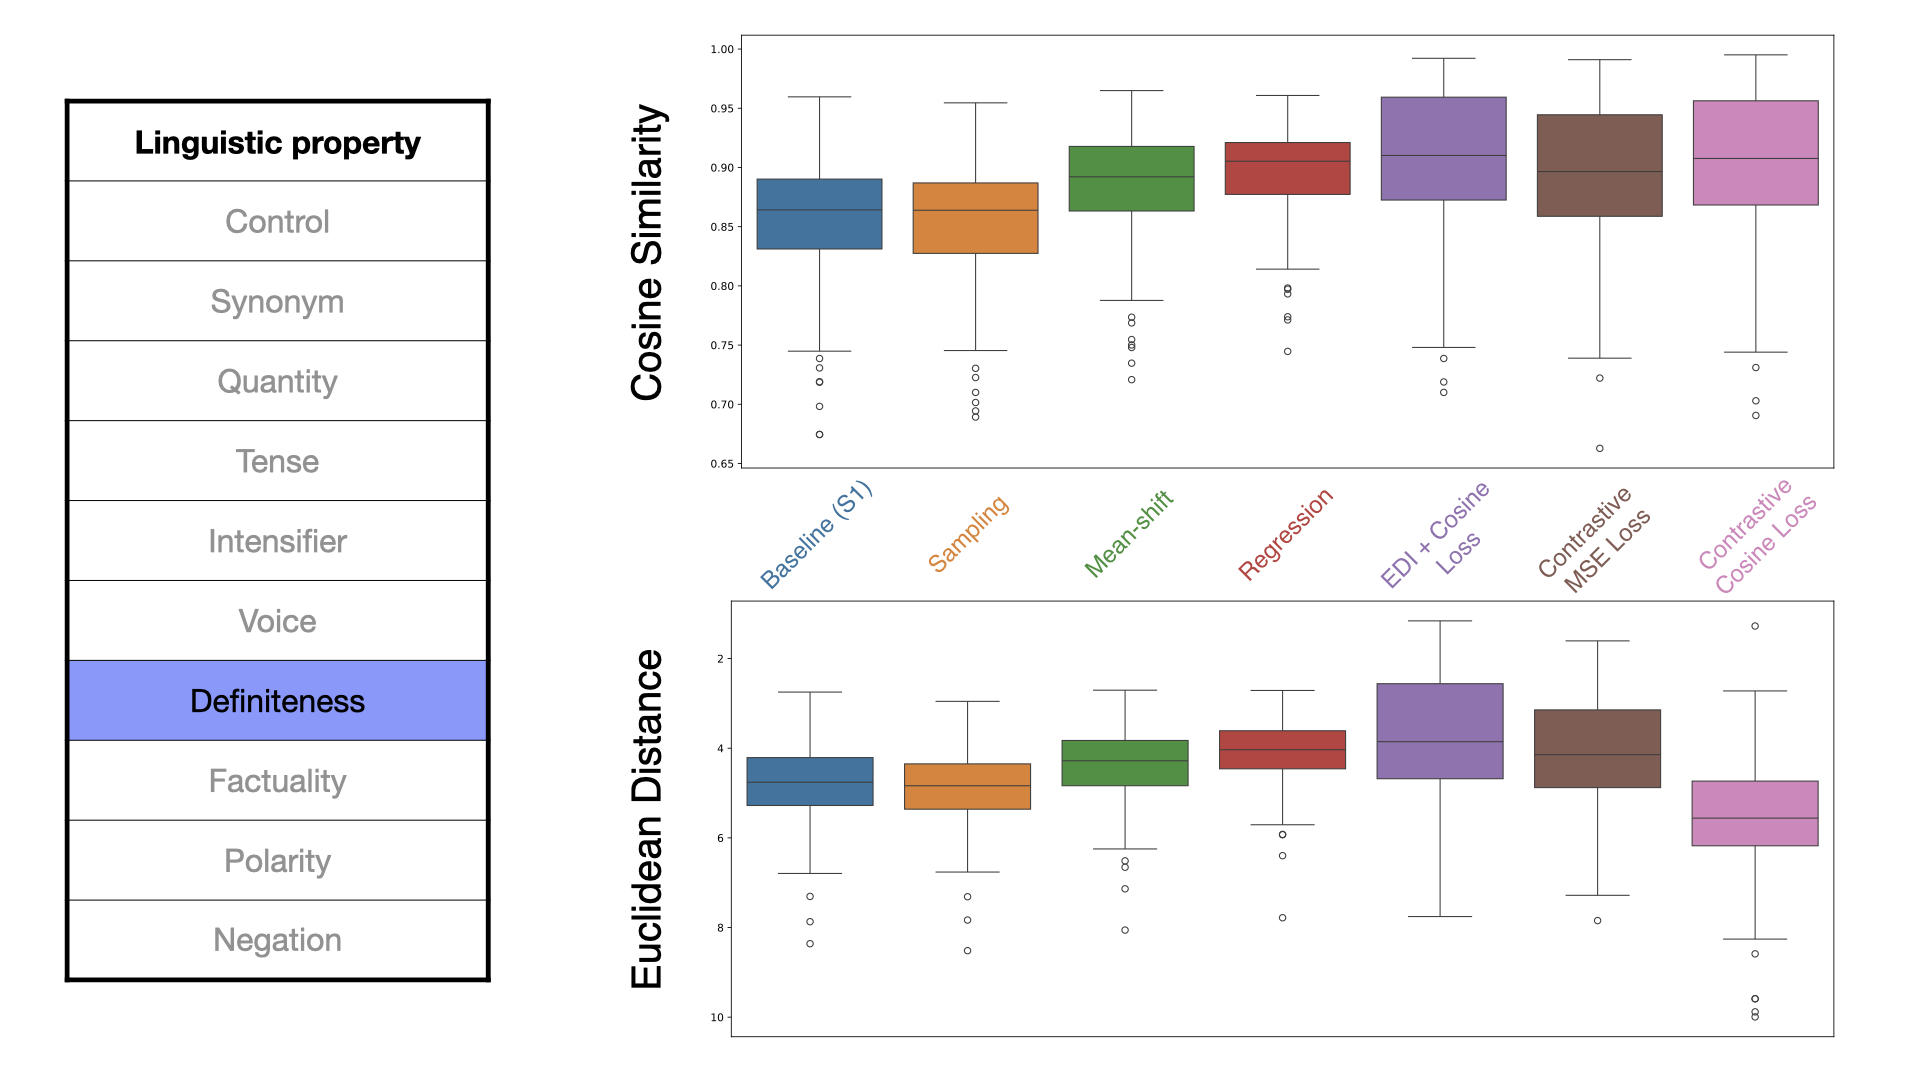 Linguistic property
Control
Synonym
Quantity
Tense
Intensifier
Voice
Definiteness
Factuality
Polarity
Negation
Cosine Similarity
1.00
0.95
0.90
0.85
0.80
0.75
0.70
0.65
Baseline (S1)
Sampling
Mean-shift
Regression
EDI + Cosine
Loss
Contrastive
MSE Loss
Contrastive
Cosine Loss
Euclidean Distance
2
4
6
8
10